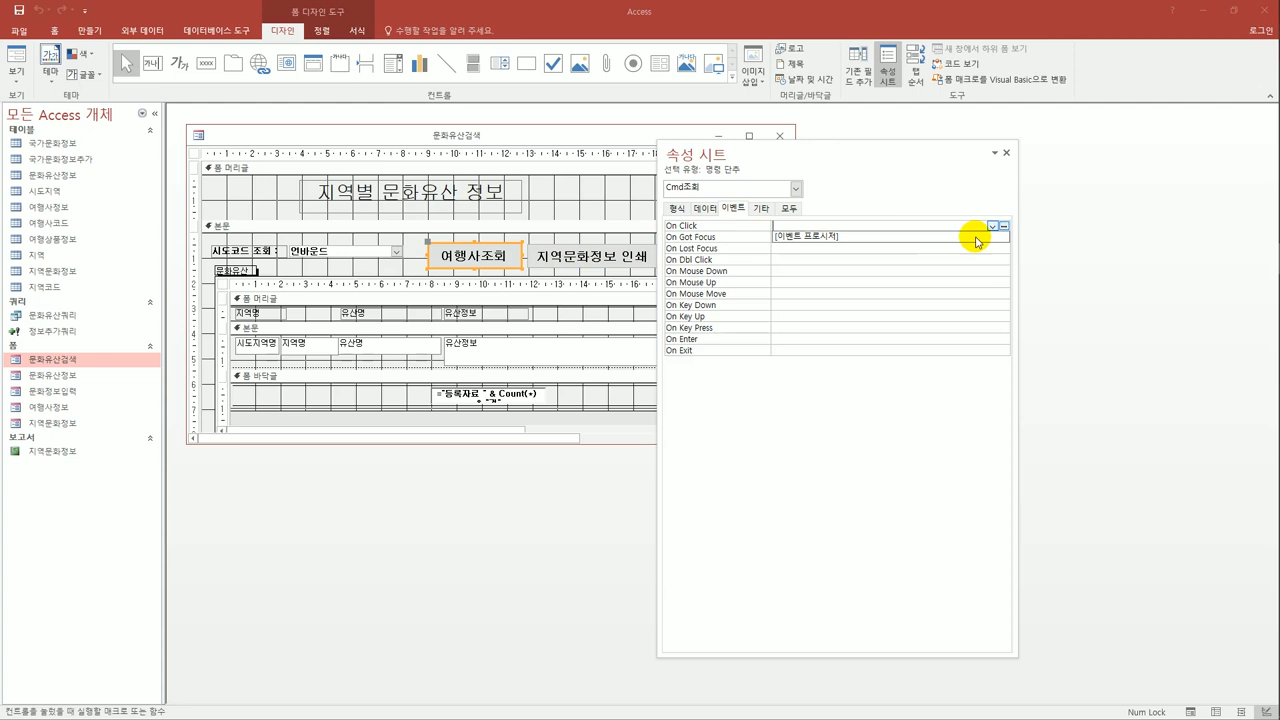 폼 디자인 도구
Access
파일
홈
만들기
외부 데이터
데이터베이스 도구
디자인
정렬
서식
수행할 작업을 알려 주세요.
로그인
보기
테마
색
글꼴
이미지 삽입
로고
제목
날짜 및 시간
기존 필드 추가
속성 시트
탭 순서
새 창에서 하위 폼 보기
코드 보기
폼 매크로를 Visual Basic으로 변환
보기
테마
컨트롤
머리글/바닥글
도구
모든 Access 개체
테이블
국가문화정보
국가문화정보추가
문화유산정보
시도지역
여행사정보
여행사코드
여행상품정보
지역
지역문화정보
지역코드
쿼리
문화유산쿼리
정보추가쿼리
폼
문화유산검색
문화유산정보
문화정보입력
여행사정보
지역문화정보
보고서
지역문화정보
문화유산검색
폼 머리글
지역별 문화유산 정보
본문
시도코드 조회 :
언바운드
여행사조회
지역문화정보 인쇄
문화유산
폼 머리글
지역명
유산명
유산정보
본문
시도지역명
지역명
유산명
유산정보
폼 바닥글
="등록자료 " & Count(*)
속성 시트
선택 유형: 명령 단추
Cmd조회
형식
데이터
이벤트
기타
모두
On Click
On Got Focus
[이벤트 프로시저]
On Lost Focus
On Dbl Click
On Mouse Down
On Mouse Up
On Mouse Move
On Key Down
On Key Up
On Key Press
On Enter
On Exit
컨트롤을 눌렀을 때 실행할 매크로 또는 함수
Num Lock